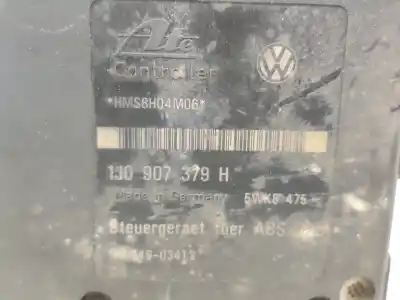 Ate
Controller
*HMS8H04M06*
1J0 907 379 H
Made in Germany 5WK8 475
Steuergeraet fuer ABS